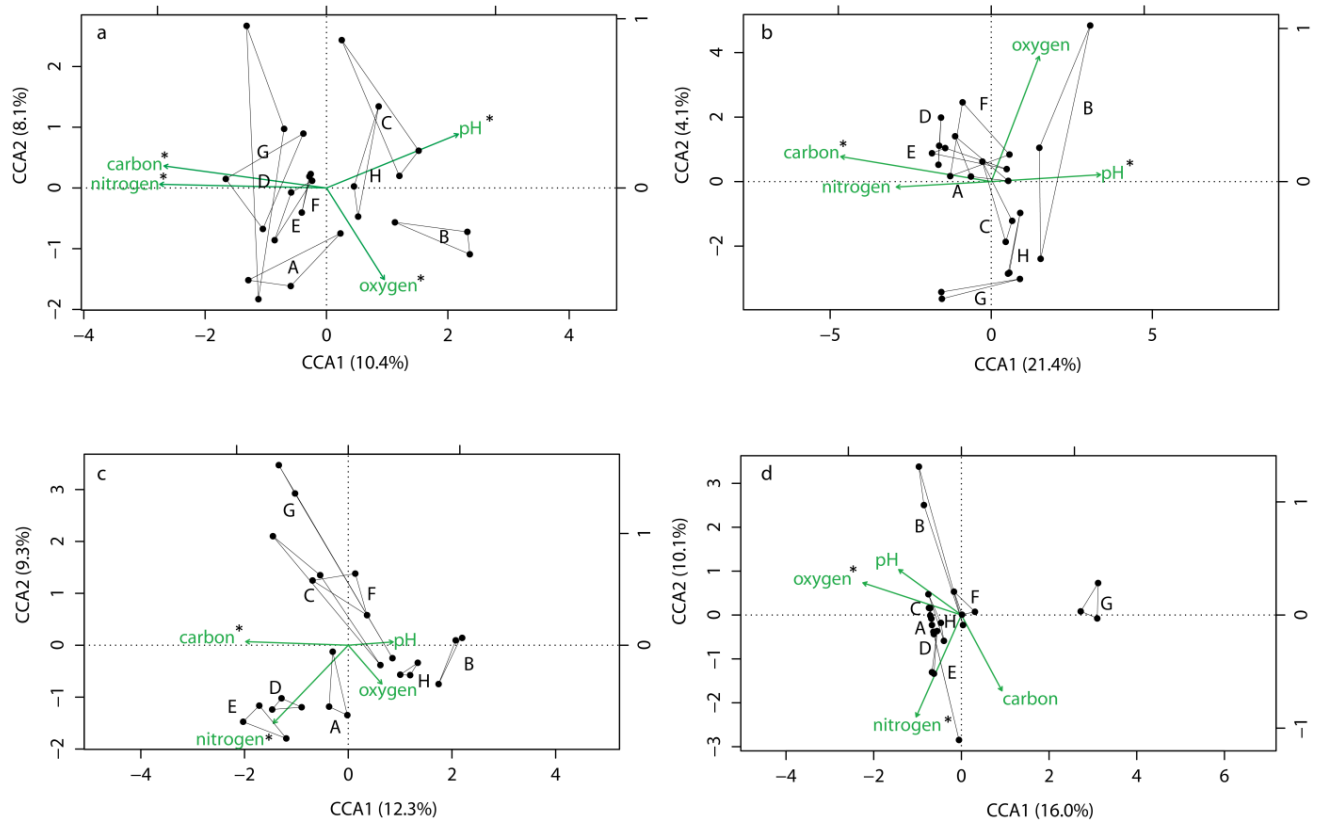 a
CCA2 (8.1%)
2
1
0
−1
−2
1
0
C
pH*
G
carbon*
nitrogen*
D
H
E
F
B
A
oxygen*
−4 −2 0 2 4
CCA1 (10.4%)
b
CCA2 (4.1%)
4
2
0
−2
1
0
oxygen
F
B
D
carbon*
E
pH*
nitrogen
A
C
H
G
−5 0 5
CCA1 (21.4%)
c
CCA2 (9.3%)
3
2
1
0
−1
−2
1
0
G
C
F
carbon*
pH
B
oxygen
H
D
E
A
nitrogen*
−4 −2 0 2 4
CCA1 (12.3%)
d
CCA2 (10.1%)
3
2
1
0
−1
−2
−3
1
0
−1
B
pH
oxygen*
C
F
G
A
H
D
E
carbon
nitrogen*
−4 −2 0 2 4 6
CCA1 (16.0%)